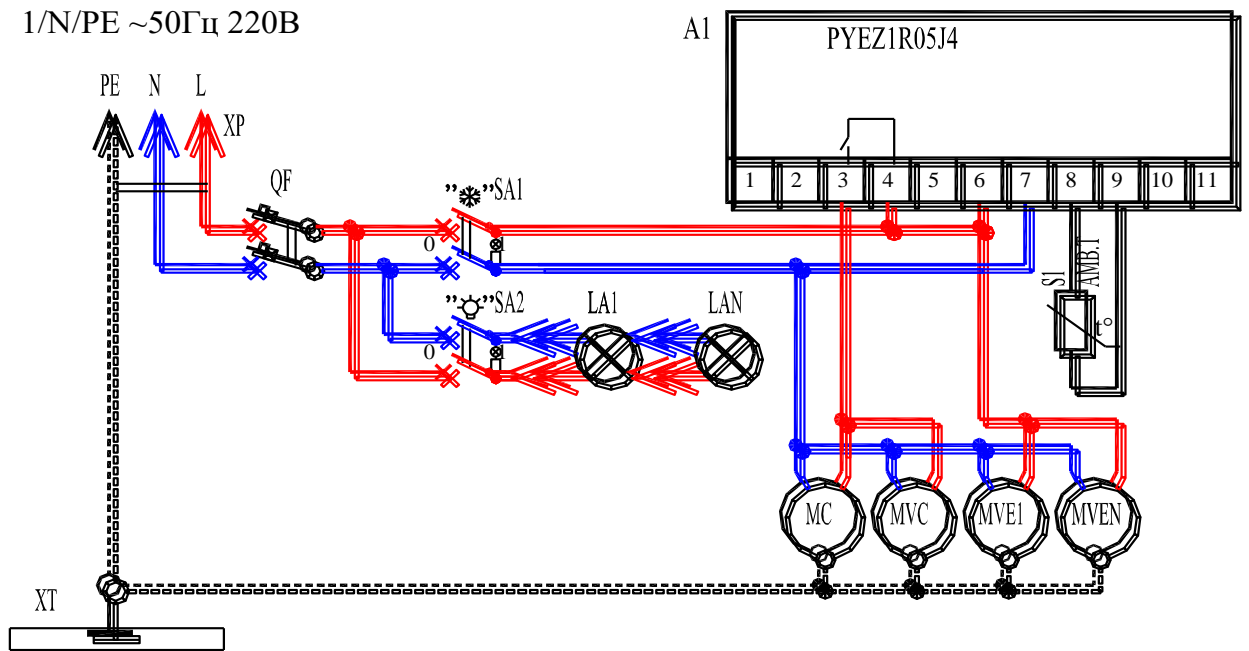 1/N/PE ~50Гц 220В
A1
PYEZ1R05J4
PE N L
XP
1 2 3 4 5 6 7 8 9 10 11
QF
"❄"SA1
0 1
S1
AMB.T
t°
" "SA2
LA1
LAN
0 1
MC MVC MVE1 MVEN
XT